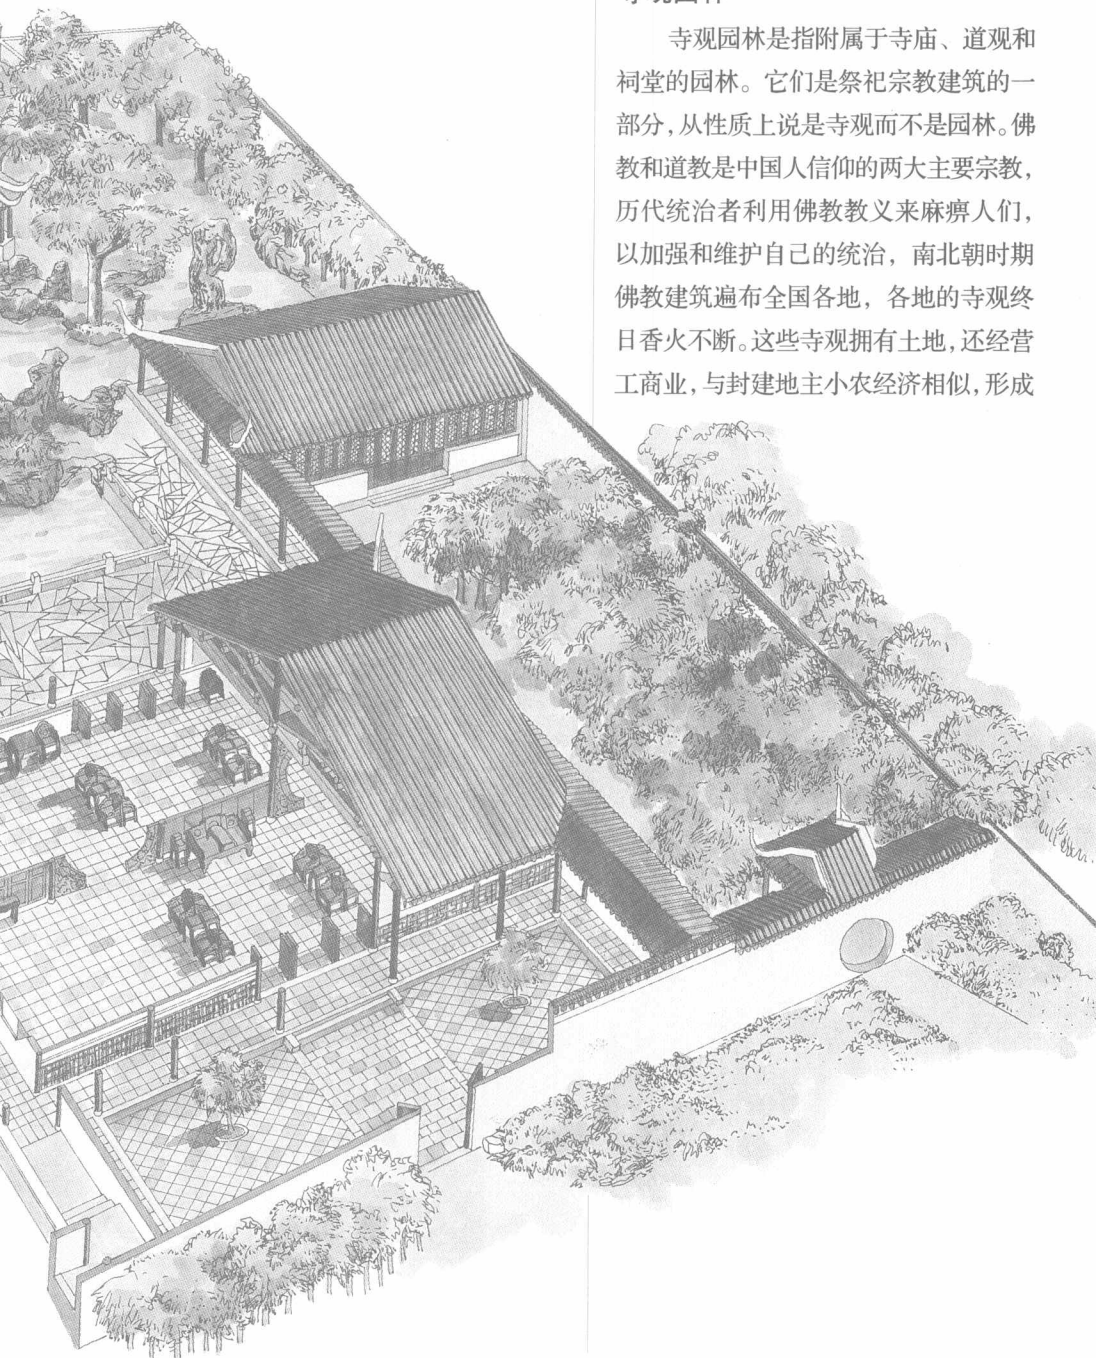 寺观园林是指附属于寺庙、道观和
祠堂的园林。它们是祭祀宗教建筑的一
部分，从性质上说是寺观而不是园林。佛
教和道教是中国人信仰的两大主要宗教，
历代统治者利用佛教教义来麻痹人们，
以加强和维护自己的统治，南北朝时期
佛教建筑遍布全国各地，各地的寺观终
日香火不断。这些寺观拥有土地，还经营
工商业，与封建地主小农经济相似，形成